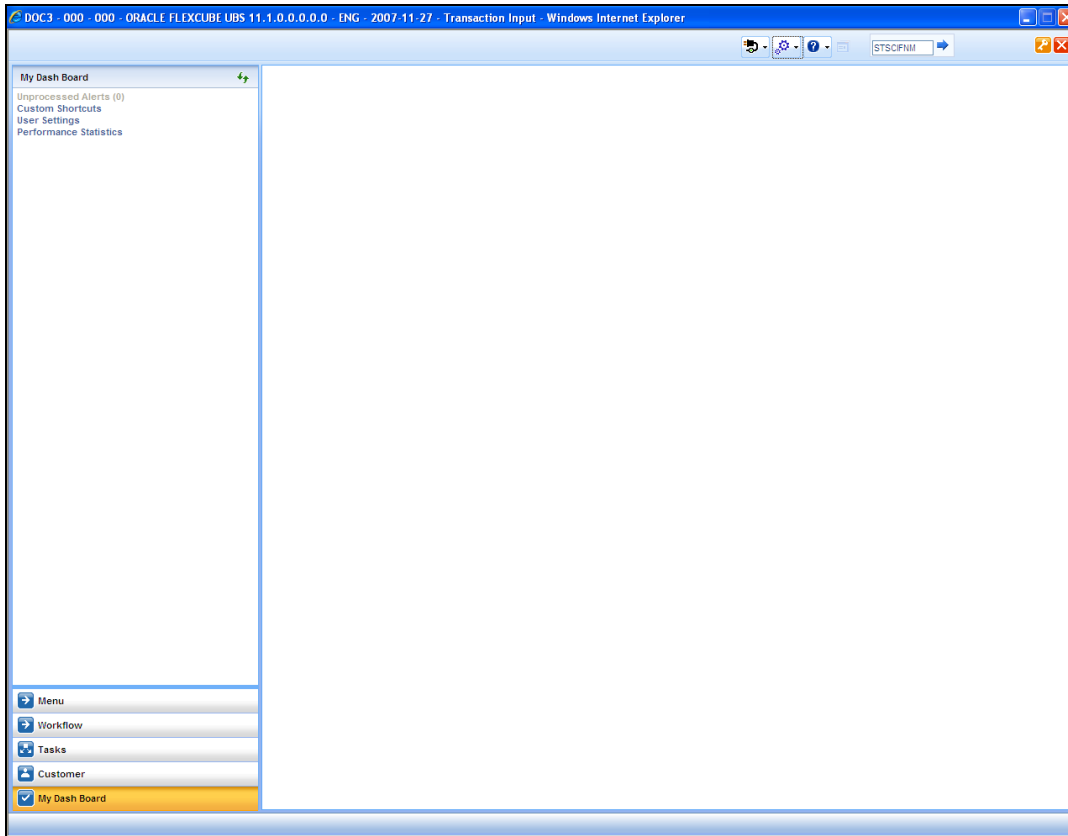 DOC3 - 000 - 000 - ORACLE FLEXCUBE UBS 11.1.0.0.0.0.0 - ENG - 2007-11-27 - Transaction Input - Windows Internet Explorer
STSCIFNM
My Dash Board
Unprocessed Alerts (0)
Custom Shortcuts
User Settings
Performance Statistics
Menu
Workflow
Tasks
Customer
My Dash Board